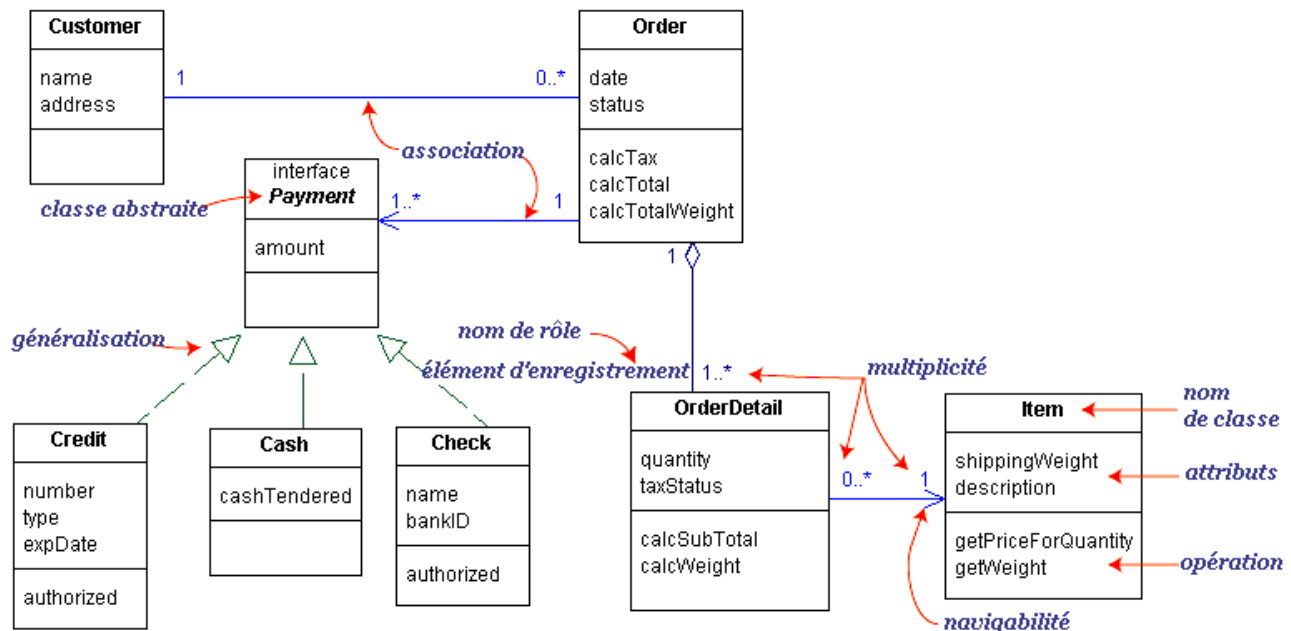 Customer
name
address
1
0..*
Order
date
status
calcTax
calcTotal
calcTotalWeight
association
interface
Payment
amount
classe abstraite
1..*
1
1
généralisation
nom de rôle
élément d'enregistrement
1..*
multiplicité
Credit
number
type
expDate
authorized
Cash
cashTendered
Check
name
bankID
authorized
OrderDetail
quantity
taxStatus
calcSubTotal
calcWeight
0..*
1
Item
shippingWeight
description
getPriceForQuantity
getWeight
nom
de classe
attributs
opération
navigabilité